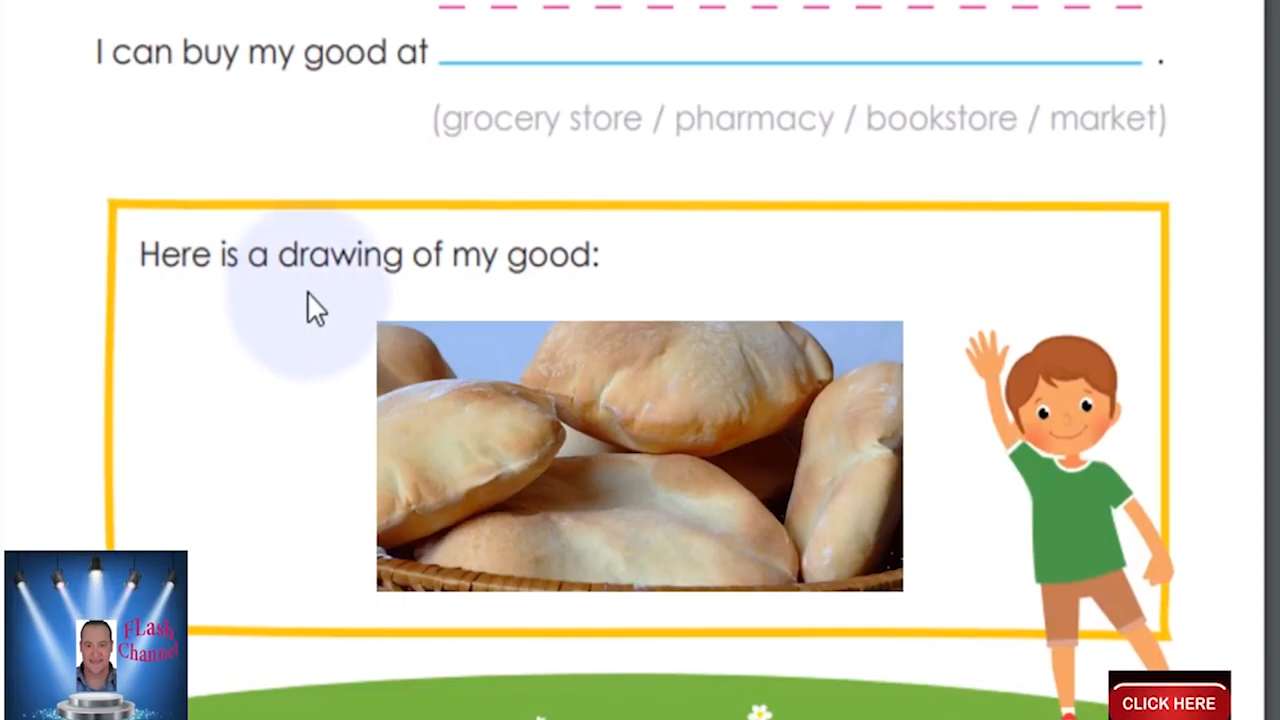 I can buy my good at .
(grocery store / pharmacy / bookstore / market)
Here is a drawing of my good:
FLash
Channel
CLICK HERE